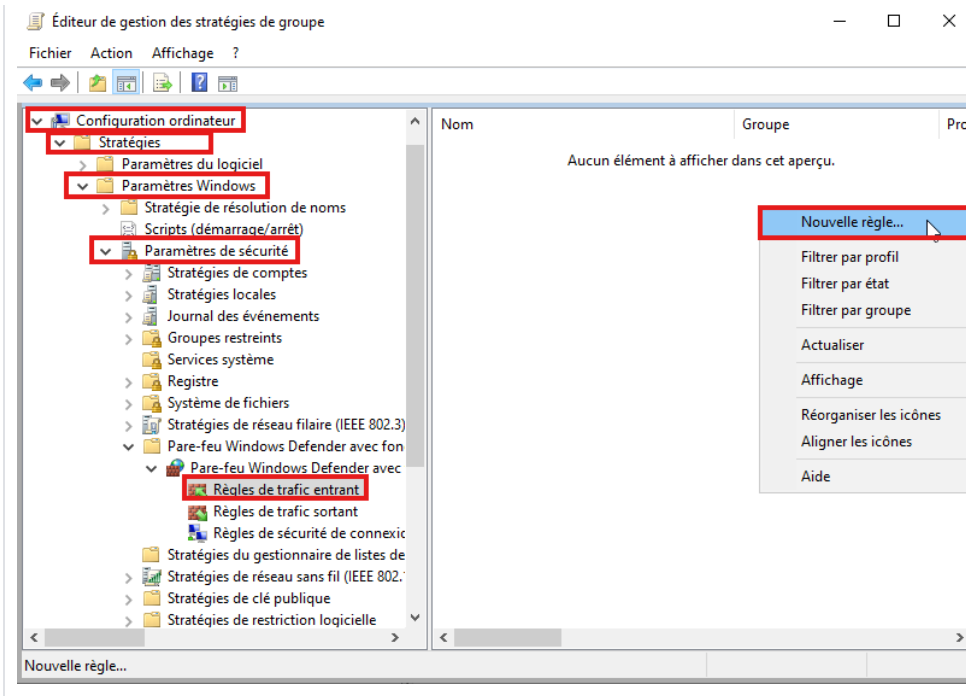 Éditeur de gestion des stratégies de groupe
Fichier Action Affichage ?
Configuration ordinateur
Stratégies
Paramètres du logiciel
Paramètres Windows
Stratégie de résolution de noms
Scripts (démarrage/arrêt)
Paramètres de sécurité
Stratégies de comptes
Stratégies locales
Journal des événements
Groupes restreints
Services système
Registre
Système de fichiers
Stratégies de réseau filaire (IEEE 802.3)
Pare-feu Windows Defender avec fon
Pare-feu Windows Defender avec
Règles de trafic entrant
Règles de trafic sortant
Règles de sécurité de connexic
Stratégies du gestionnaire de listes de
Stratégies de réseau sans fil (IEEE 802.
Stratégies de clé publique
Stratégies de restriction logicielle
Nom Groupe Pro
Aucun élément à afficher dans cet aperçu.
Nouvelle règle...
Filtrer par profil
Filtrer par état
Filtrer par groupe
Actualiser
Affichage
Réorganiser les icônes
Aligner les icônes
Aide
Nouvelle règle...